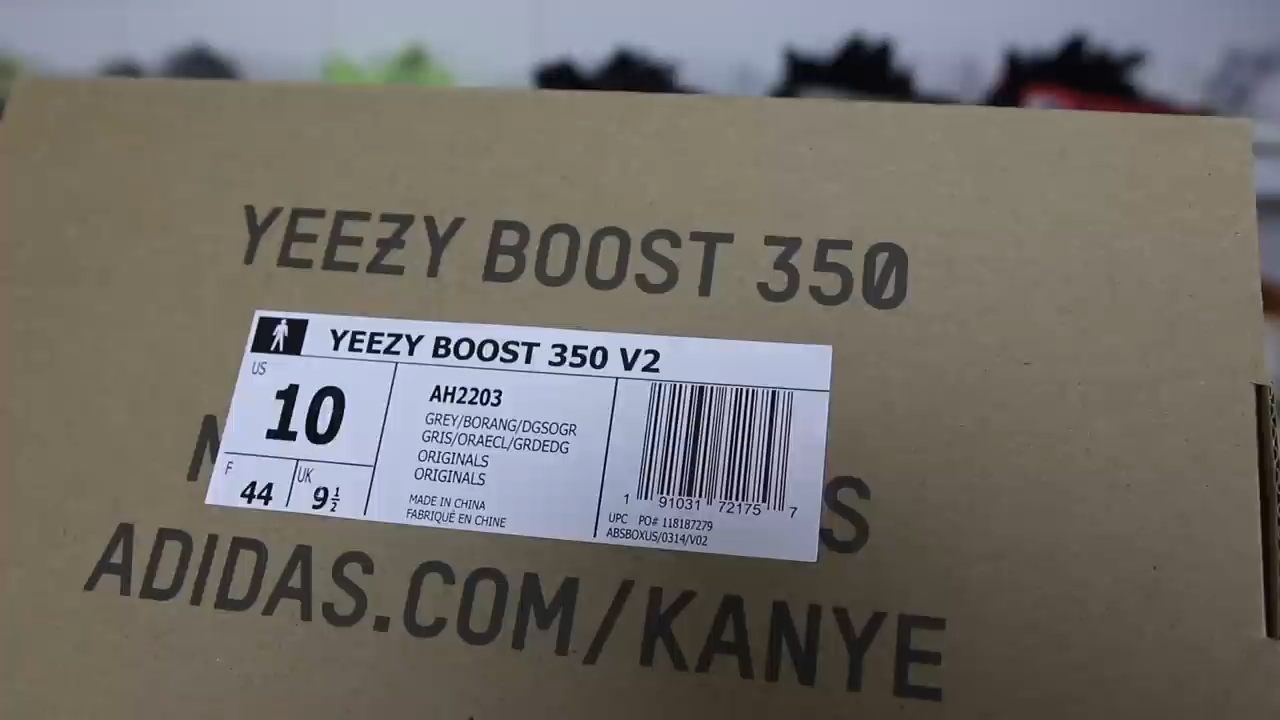 YEEZY BOOST 350
YEEZY BOOST 350 V2
US
10
F
44
UK
9½
AH2203
GREY/BORANG/DGSOGR
GRIS/ORAECL/GRDEDG
ORIGINALS
ORIGINALS
MADE IN CHINA
FABRIQUÉ EN CHINE
1 91031 72175 7
UPC PO# 118187279
ABSBOXUS/0314/V02
ADIDAS.COM/KANYE